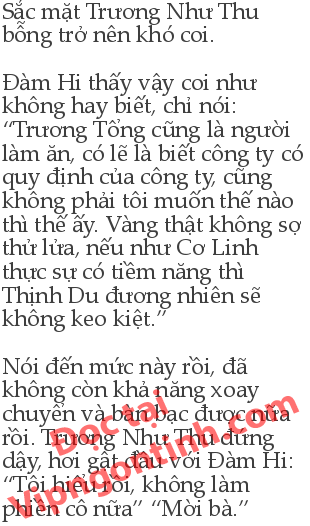 Sắc mặt Trương Như Thu
bỗng trở nên khó coi.
Đàm Hi thấy vậy coi như
không hay biết, chỉ nói:
“Trương Tổng cũng là người
làm ăn, có lẽ là biết công ty có
quy định của công ty, cũng
không phải tôi muốn thế nào
thì thế ấy. Vàng thật không sợ
thử lửa, nếu như Cơ Linh
thực sự có tiềm năng thì
Thịnh Du đương nhiên sẽ
không keo kiệt.”
Nói đến mức này rồi, đã
không còn khả năng xoay
chuyển và bàn bạc được nữa
rồi. Trương Như Thu đứng
dậy, hơi gật đầu với Đàm Hi:
“Tôi hiểu rồi, không làm
phiền cô nữa” “Mời bà.”
Đọc tại
Vipngontinh.com